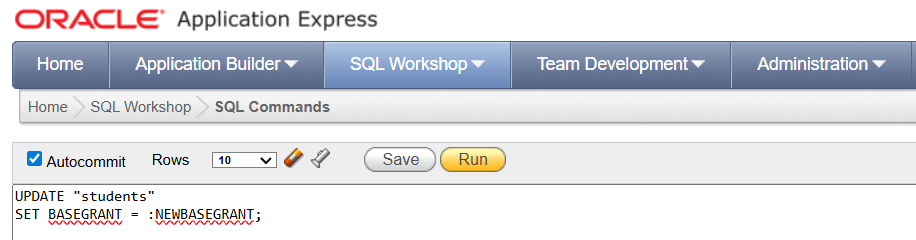 ORACLE® Application Express
Home Application Builder SQL Workshop Team Development Administration
Home SQL Workshop SQL Commands
Autocommit Rows 10 Save Run
UPDATE "students"
SET BASEGRANT = :NEWBASEGRANT;